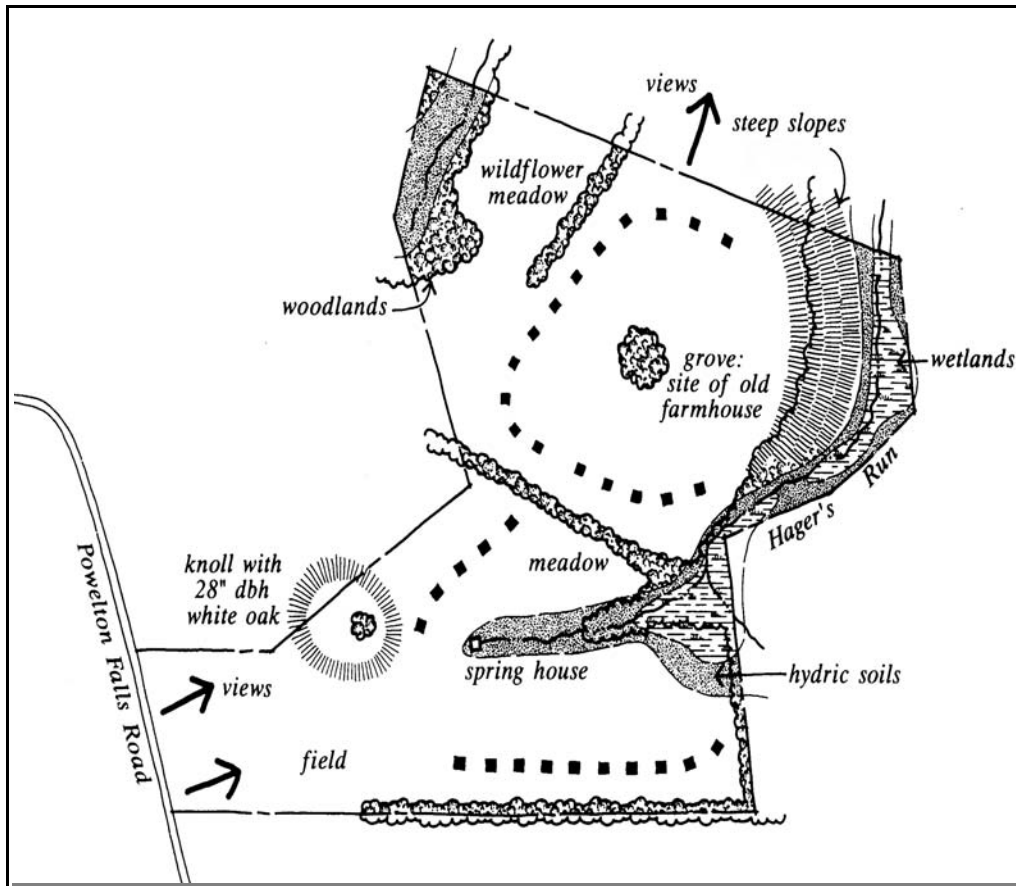 views
steep slopes
wildflower
meadow
woodlands
grove:
site of old
farmhouse
wetlands
Hager's Run
knoll with
28" dbh
white oak
meadow
Powelton Falls Road
views
spring house
hydric soils
field